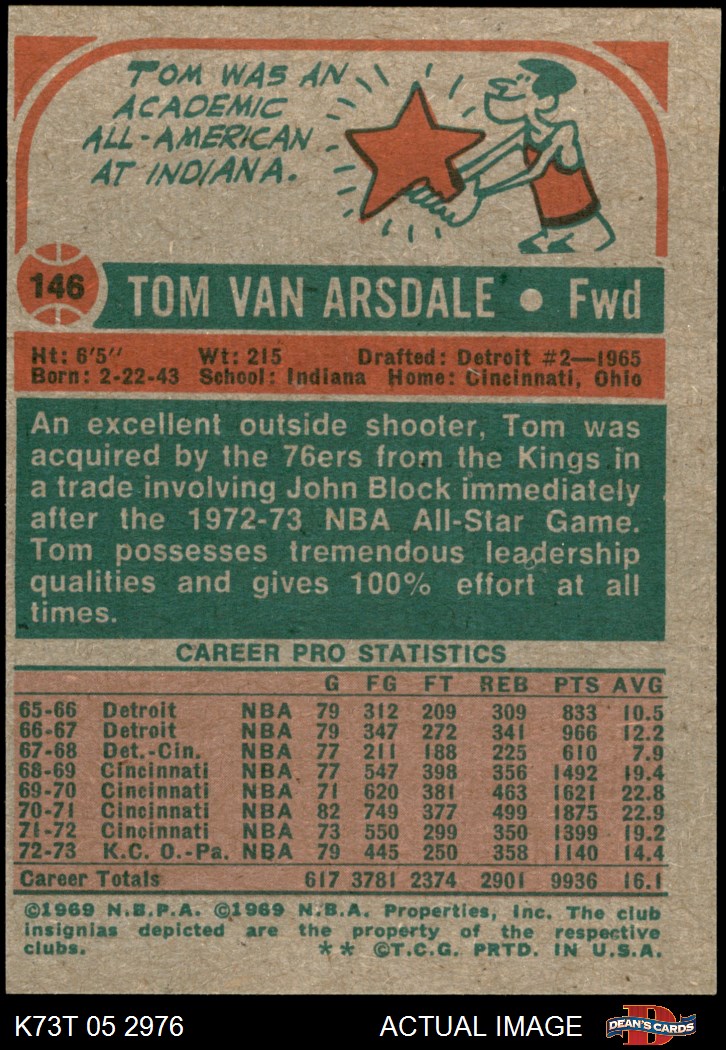 TOM WAS AN
ACADEMIC
ALL-AMERICAN
AT INDIANA.
146 TOM VAN ARSDALE • Fwd
Ht: 6'5" Wt: 215 Drafted: Detroit #2—1965
Born: 2-22-43 School: Indiana Home: Cincinnati, Ohio
An excellent outside shooter, Tom was
acquired by the 76ers from the Kings in
a trade involving John Block immediately
after the 1972-73 NBA All-Star Game.
Tom possesses tremendous leadership
qualities and gives 100% effort at all
times.
CAREER PRO STATISTICS
G FG FT REB PTS AVG
65-66 Detroit NBA 79 312 209 309 833 10.5
66-67 Detroit NBA 79 347 272 341 966 12.2
67-68 Det.-Cin. NBA 77 211 188 225 610 7.9
68-69 Cincinnati NBA 77 547 398 356 1492 19.4
69-70 Cincinnati NBA 71 620 381 463 1621 22.8
70-71 Cincinnati NBA 82 749 377 499 1875 22.9
71-72 Cincinnati NBA 73 550 299 350 1399 19.2
72-73 K.C. O.-Pa. NBA 79 445 250 358 1140 14.4
Career Totals 617 3781 2374 2901 9936 16.1
©1969 N.B.P.A. ©1969 N.B.A. Properties, Inc. The club
insignias depicted are the property of the respective
clubs. ** ©T.C.G. PRTD. IN U.S.A.
K73T 05 2976 ACTUAL IMAGE DEAN'S CARDS